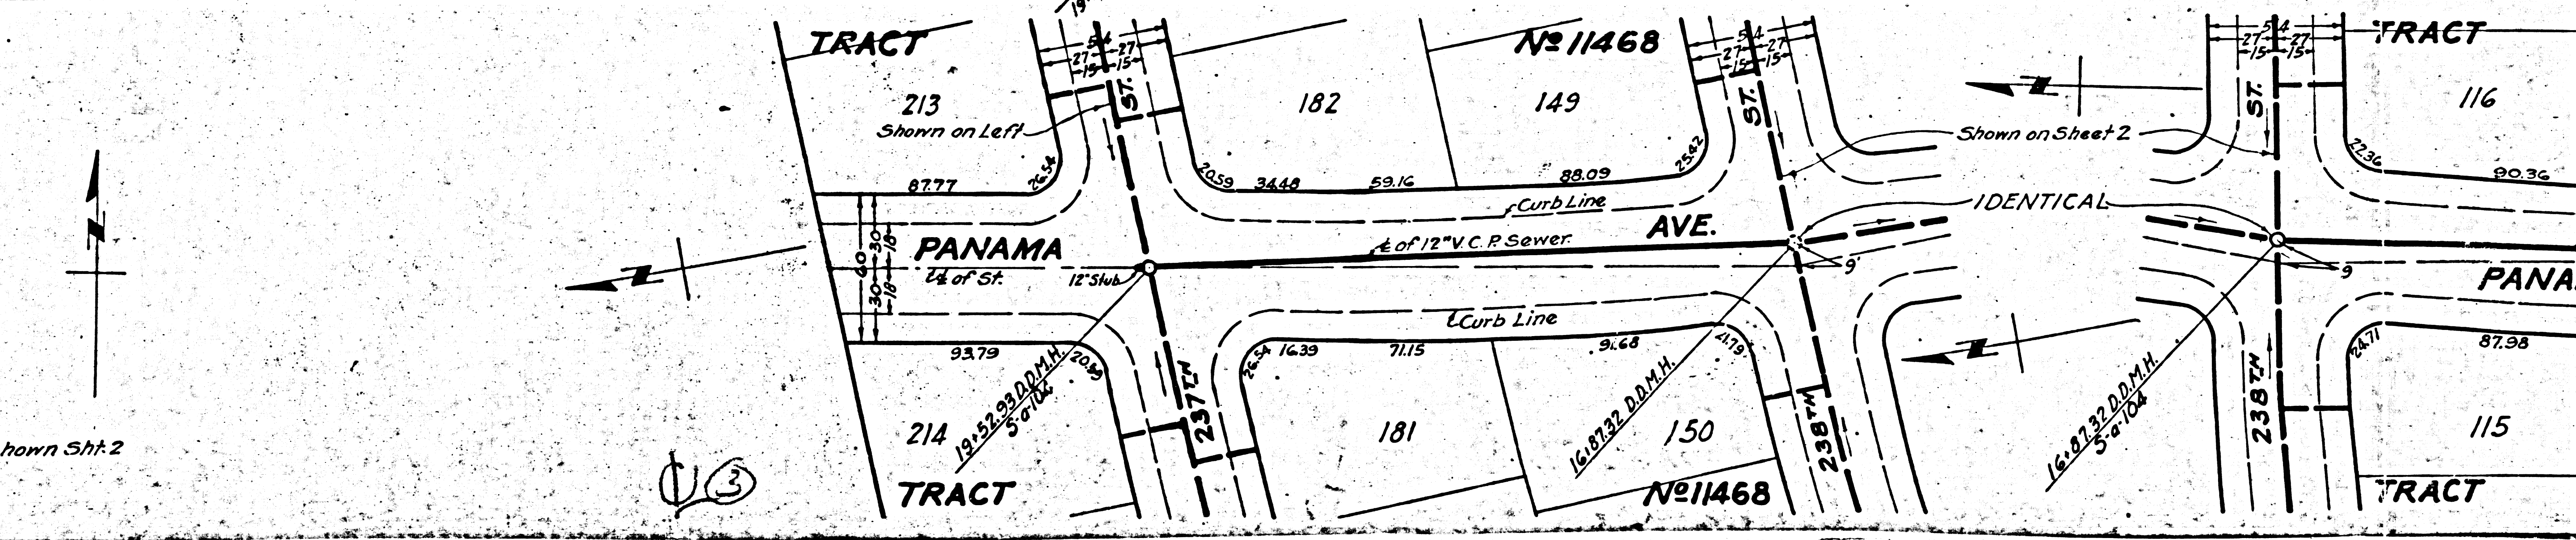 TRACT
Nº 11468
TRACT
54
27 27
15 15
ST.
54
27 27
15 15
ST.
54
27 27
15 15
ST.
213
182
149
116
Shown on Left
Shown on Sheet 2
N
N
87.77
26.54
20.59
34.48
59.16
88.09
25.42
22.36
90.36
Curb Line
IDENTICAL
60
30 30
18 18
PANAMA
AVE.
℄ of 12" V.C.P. Sewer.
℄ of St.
12" Stub
9
9
N
PANA
Curb Line
N
93.79
16.39
71.15
91.68
21.79
24.71
87.98
26.54
19+52.93 D.D.M.H.
S-a-104
16+87.32 D.D.M.H.
16+87.32 D.D.M.H.
S-a-104
237TH
238TH
238TH
214
181
150
115
hown Sht. 2
3
TRACT
Nº 11468
TRACT